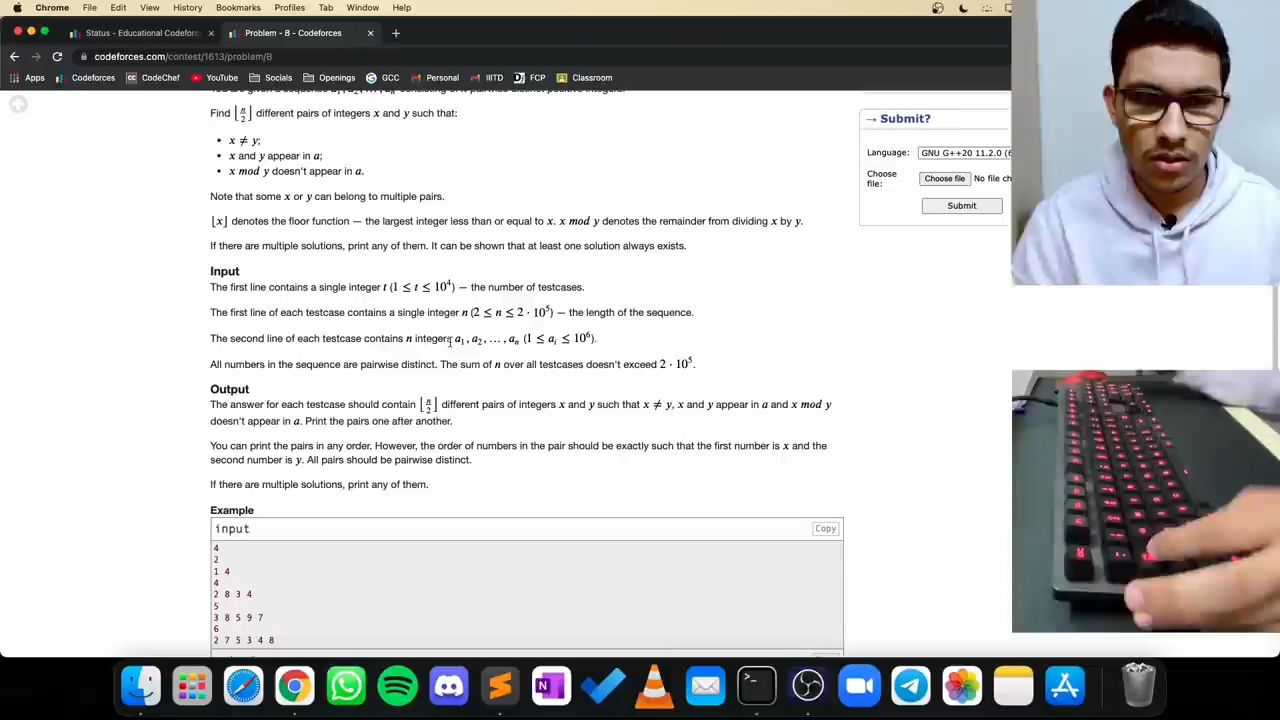 Chrome File Edit View History Bookmarks Profiles Tab Window Help
Status - Educational Codeforc Problem - B - Codeforces
codeforces.com/contest/1613/problem/B
Apps Codeforces CodeChef YouTube Socials Openings GCC Personal IIITD FCP Classroom
Find ⌊n/2⌋ different pairs of integers x and y such that:
• x ≠ y;
• x and y appear in a;
• x mod y doesn't appear in a.
Note that some x or y can belong to multiple pairs.
⌊x⌋ denotes the floor function — the largest integer less than or equal to x. x mod y denotes the remainder from dividing x by y.
If there are multiple solutions, print any of them. It can be shown that at least one solution always exists.
Input
The first line contains a single integer t (1 ≤ t ≤ 10⁴) — the number of testcases.
The first line of each testcase contains a single integer n (2 ≤ n ≤ 2 · 10⁵) — the length of the sequence.
The second line of each testcase contains n integers a₁, a₂, … , aₙ (1 ≤ aᵢ ≤ 10⁶).
All numbers in the sequence are pairwise distinct. The sum of n over all testcases doesn't exceed 2 · 10⁵.
Output
The answer for each testcase should contain ⌊n/2⌋ different pairs of integers x and y such that x ≠ y, x and y appear in a and x mod y
doesn't appear in a. Print the pairs one after another.
You can print the pairs in any order. However, the order of numbers in the pair should be exactly such that the first number is x and the
second number is y. All pairs should be pairwise distinct.
If there are multiple solutions, print any of them.
Example
input Copy
4
2
1 4
4
2 8 3 4
5
3 8 5 9 7
6
2 7 5 3 4 8
→ Submit?
Language: GNU G++20 11.2.0 (6
Choose
file: Choose file No file ch
Submit